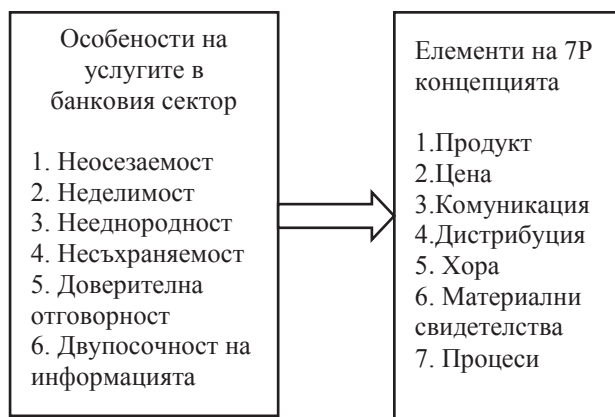 Особености на
услугите в
банковия сектор
1. Неосезаемост
2. Неделимост
3. Нееднородност
4. Несъхраняемост
5. Доверителна
отговорност
6. Двупосочност на
информацията
Елементи на 7Р
концепцията
1.Продукт
2.Цена
3.Комуникация
4.Дистрибуция
5. Хора
6. Материални
свидетелства
7. Процеси